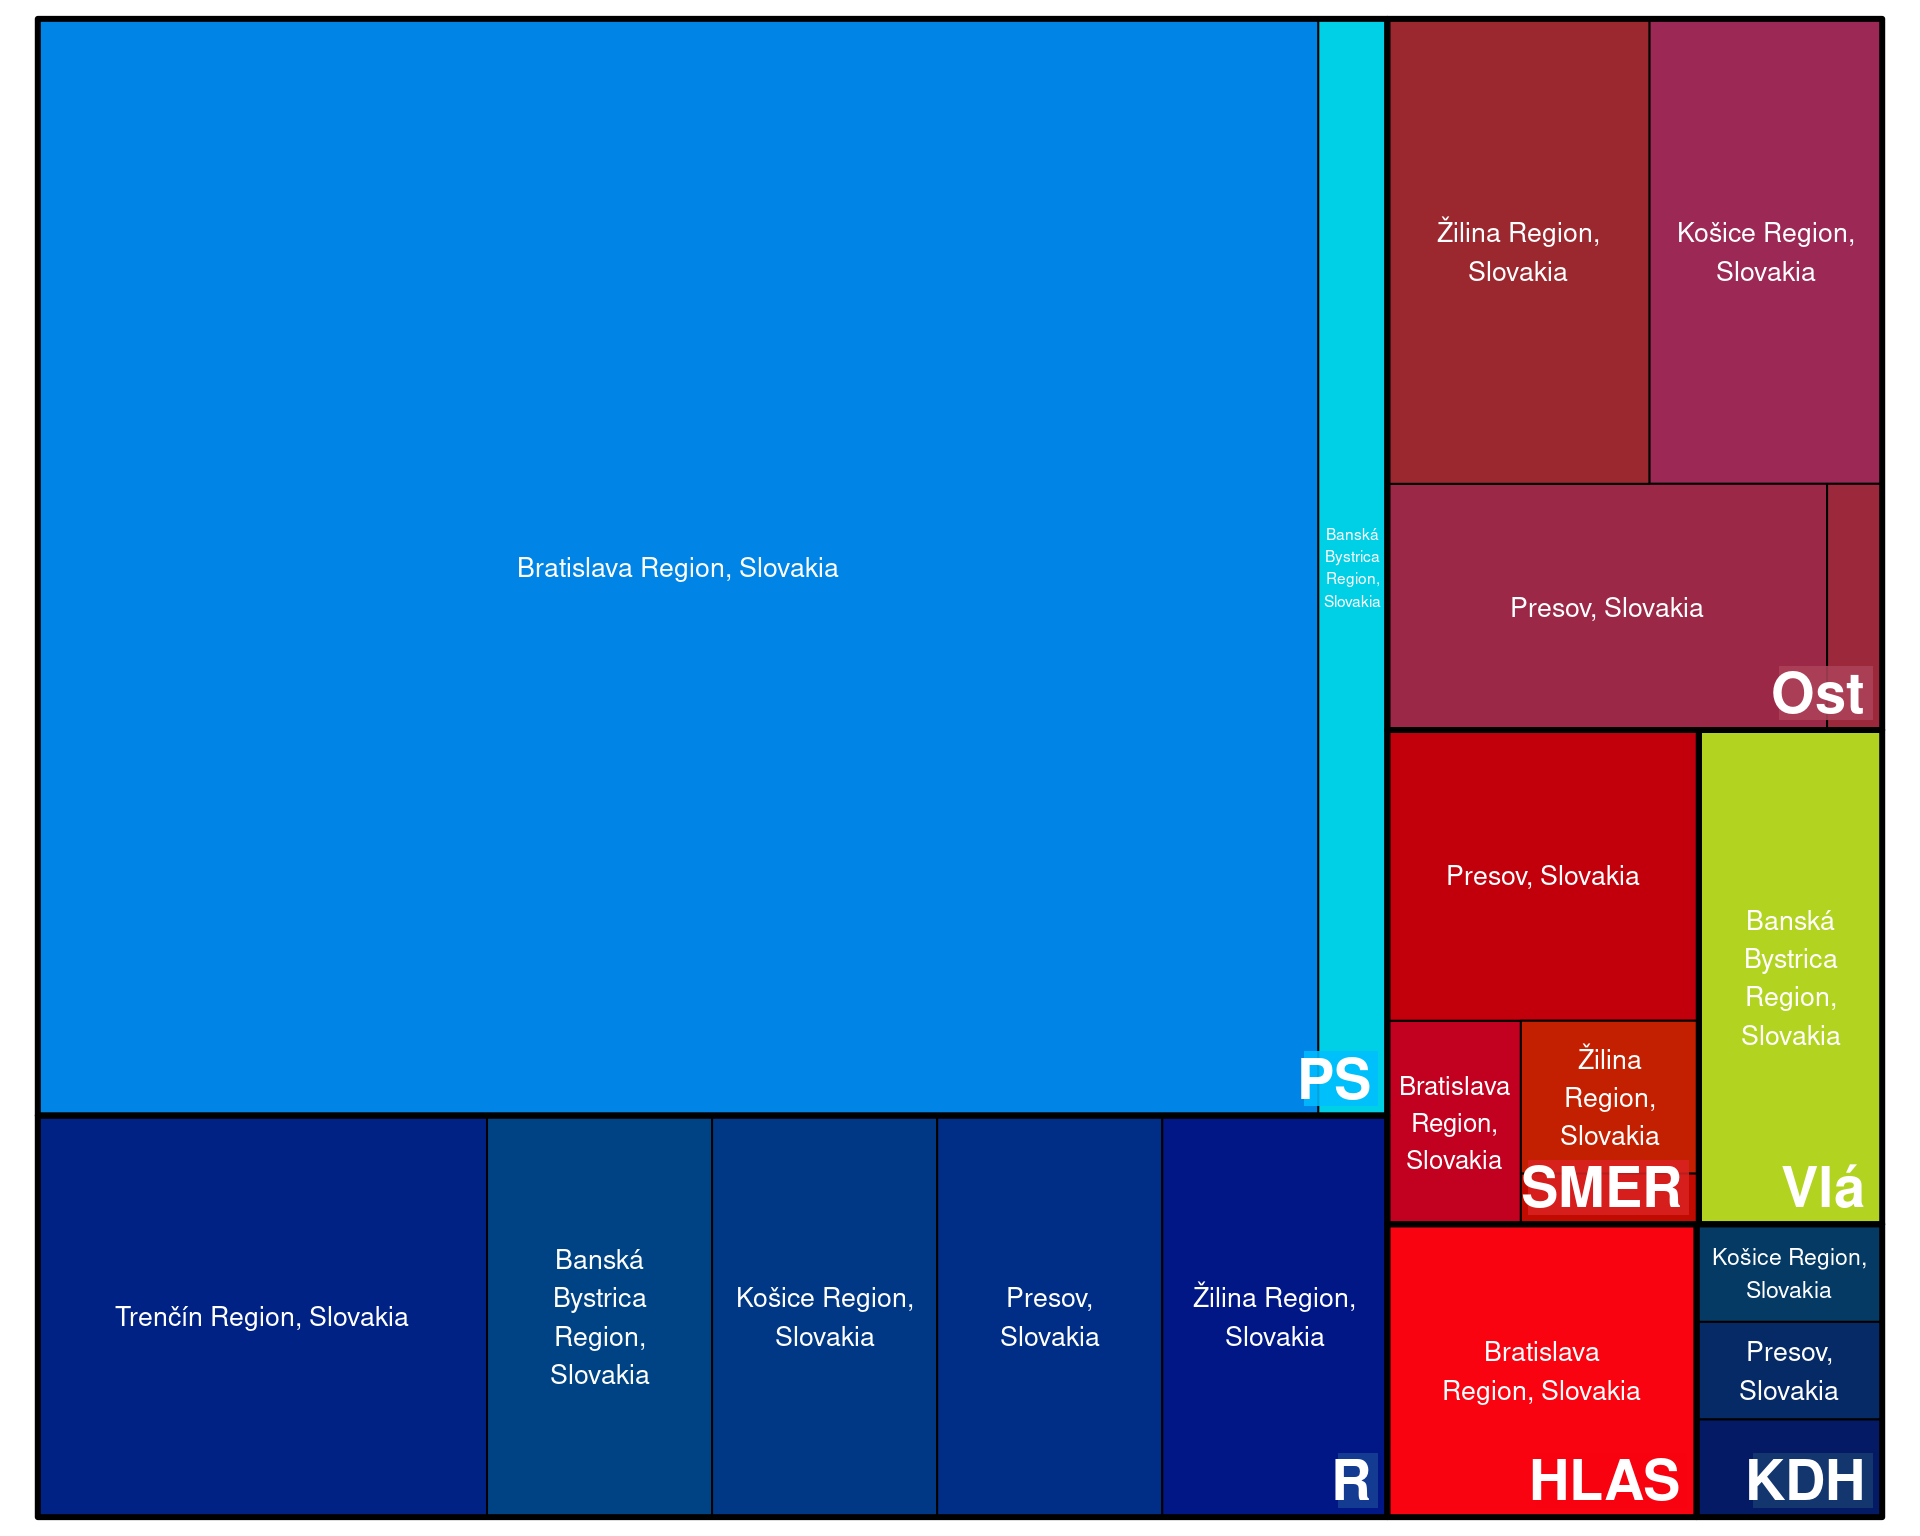 Bratislava Region, Slovakia
Banská
Bystrica
Region,
Slovakia
PS
Žilina Region,
Slovakia
Košice Region,
Slovakia
Presov, Slovakia
Ost
Presov, Slovakia
Bratislava
Region,
Slovakia
Žilina
Region,
Slovakia
SMER
Banská
Bystrica
Region,
Slovakia
Vlá
Trenčín Region, Slovakia
Banská
Bystrica
Region,
Slovakia
Košice Region,
Slovakia
Presov,
Slovakia
Žilina Region,
Slovakia
R
Bratislava
Region, Slovakia
HLAS
Košice Region,
Slovakia
Presov,
Slovakia
KDH